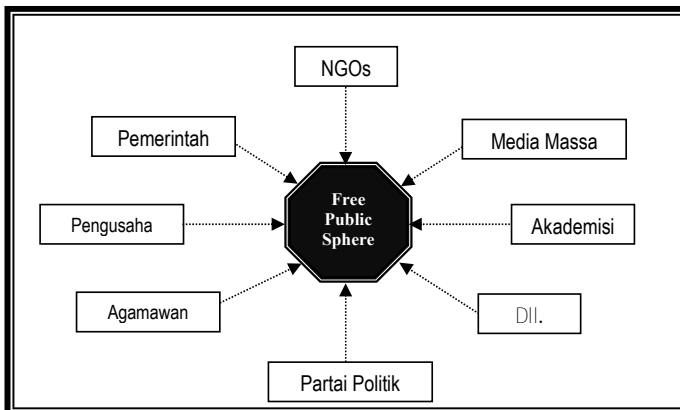 NGOs
Pemerintah
Media Massa
Free
Public
Sphere
Pengusaha
Akademisi
Agamawan
Dll.
Partai Politik